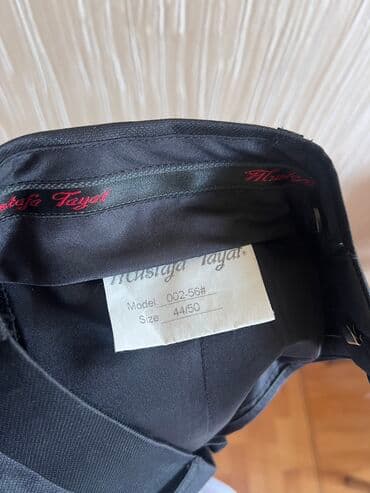 Mustafa Tayat
Mustafa Tayat
Model 002-56#
Size 44/50